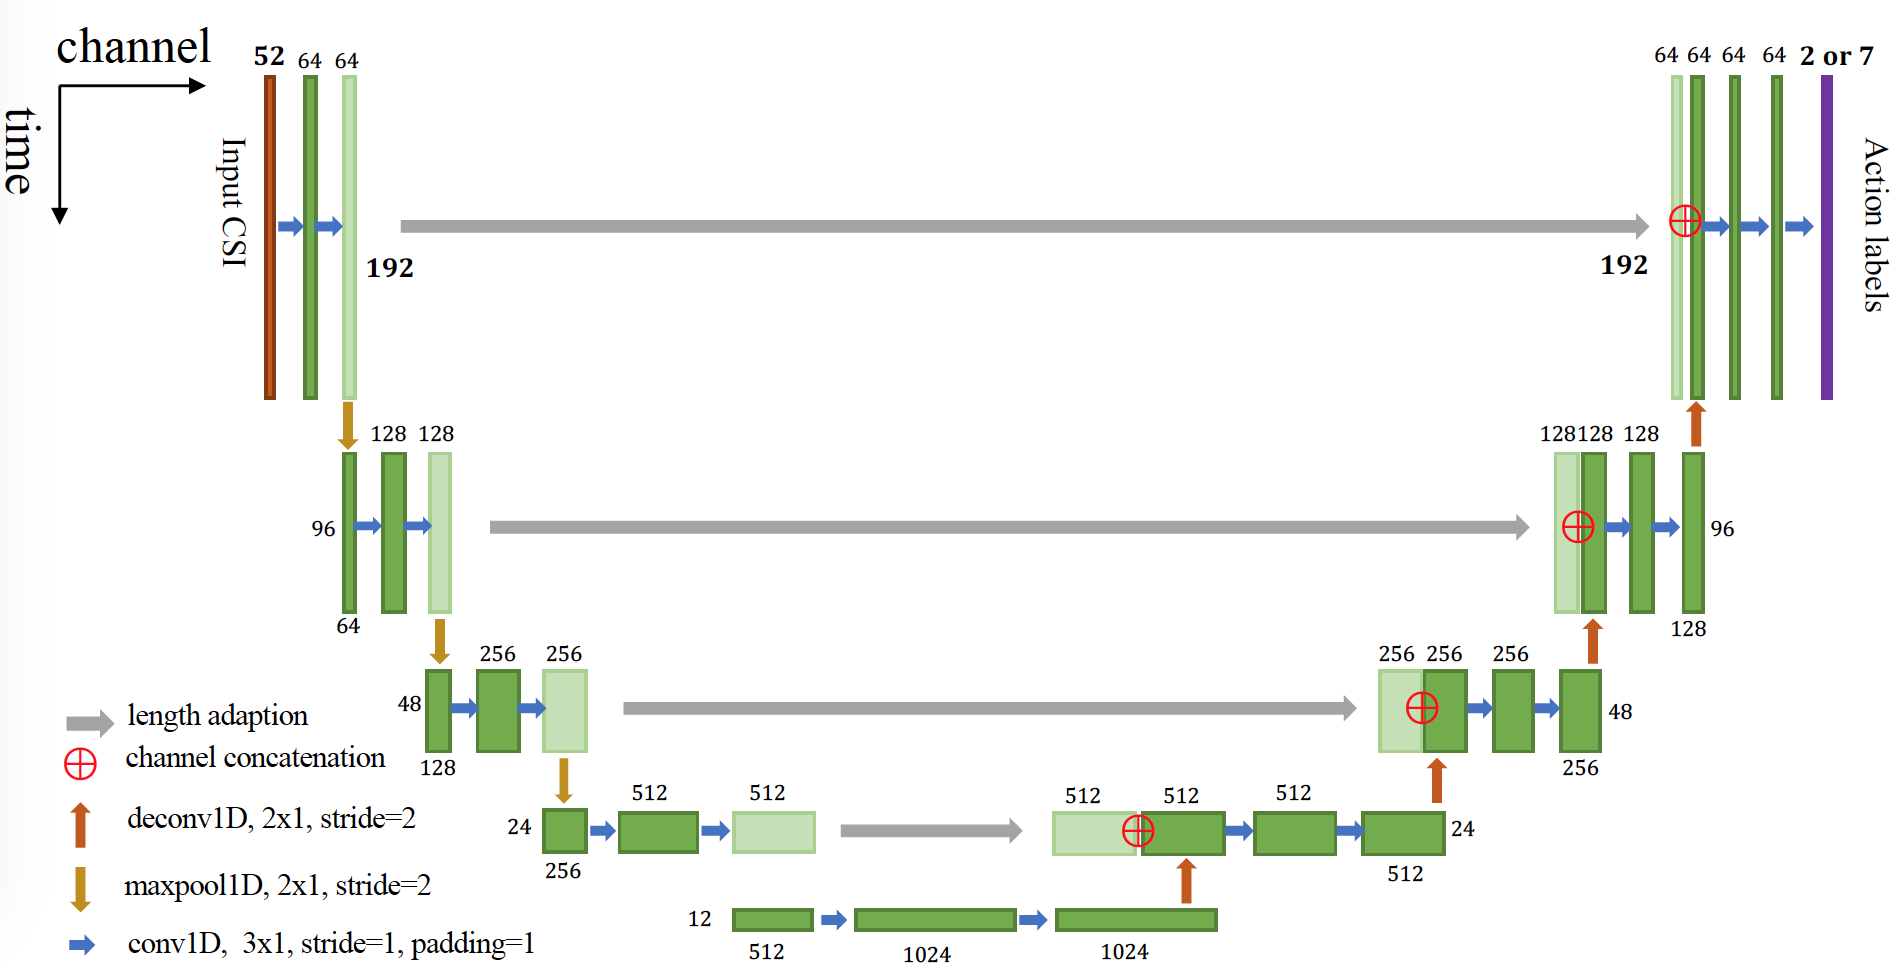 channel
time
52 64 64
Input CSI
192
64 64 64 64 2 or 7
192
Action labels
128 128
96
64
128 128 128
96
128
256 256
48
128
256 256 256
48
256
512 512
24
256
512 512 512
24
512
12
512
1024
1024
length adaption
channel concatenation
deconv1D, 2x1, stride=2
maxpool1D, 2x1, stride=2
conv1D, 3x1, stride=1, padding=1